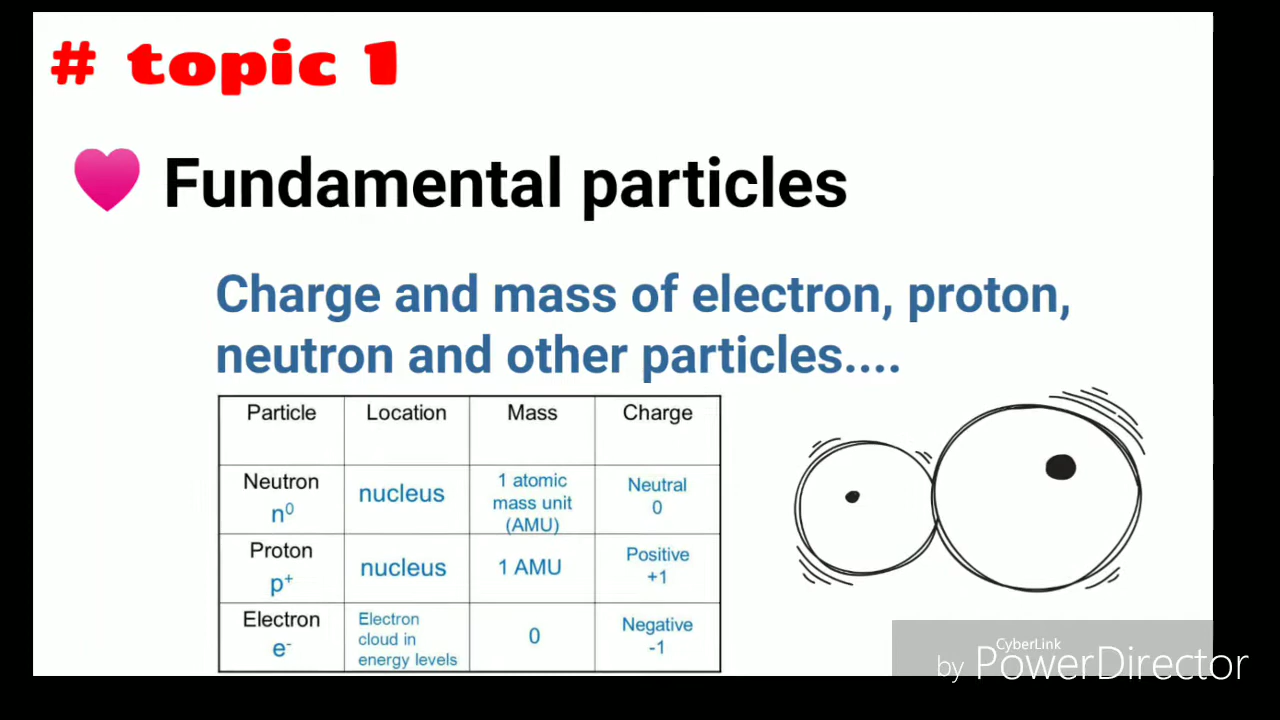 # topic 1
Fundamental particles
Charge and mass of electron, proton,
neutron and other particles....
Particle Location Mass Charge
Neutron
n⁰
nucleus
1 atomic
mass unit
(AMU)
Neutral
0
Proton
p⁺
nucleus
1 AMU
Positive
+1
Electron
e⁻
Electron
cloud in
energy levels
0
Negative
-1
CyberLink
by PowerDirector